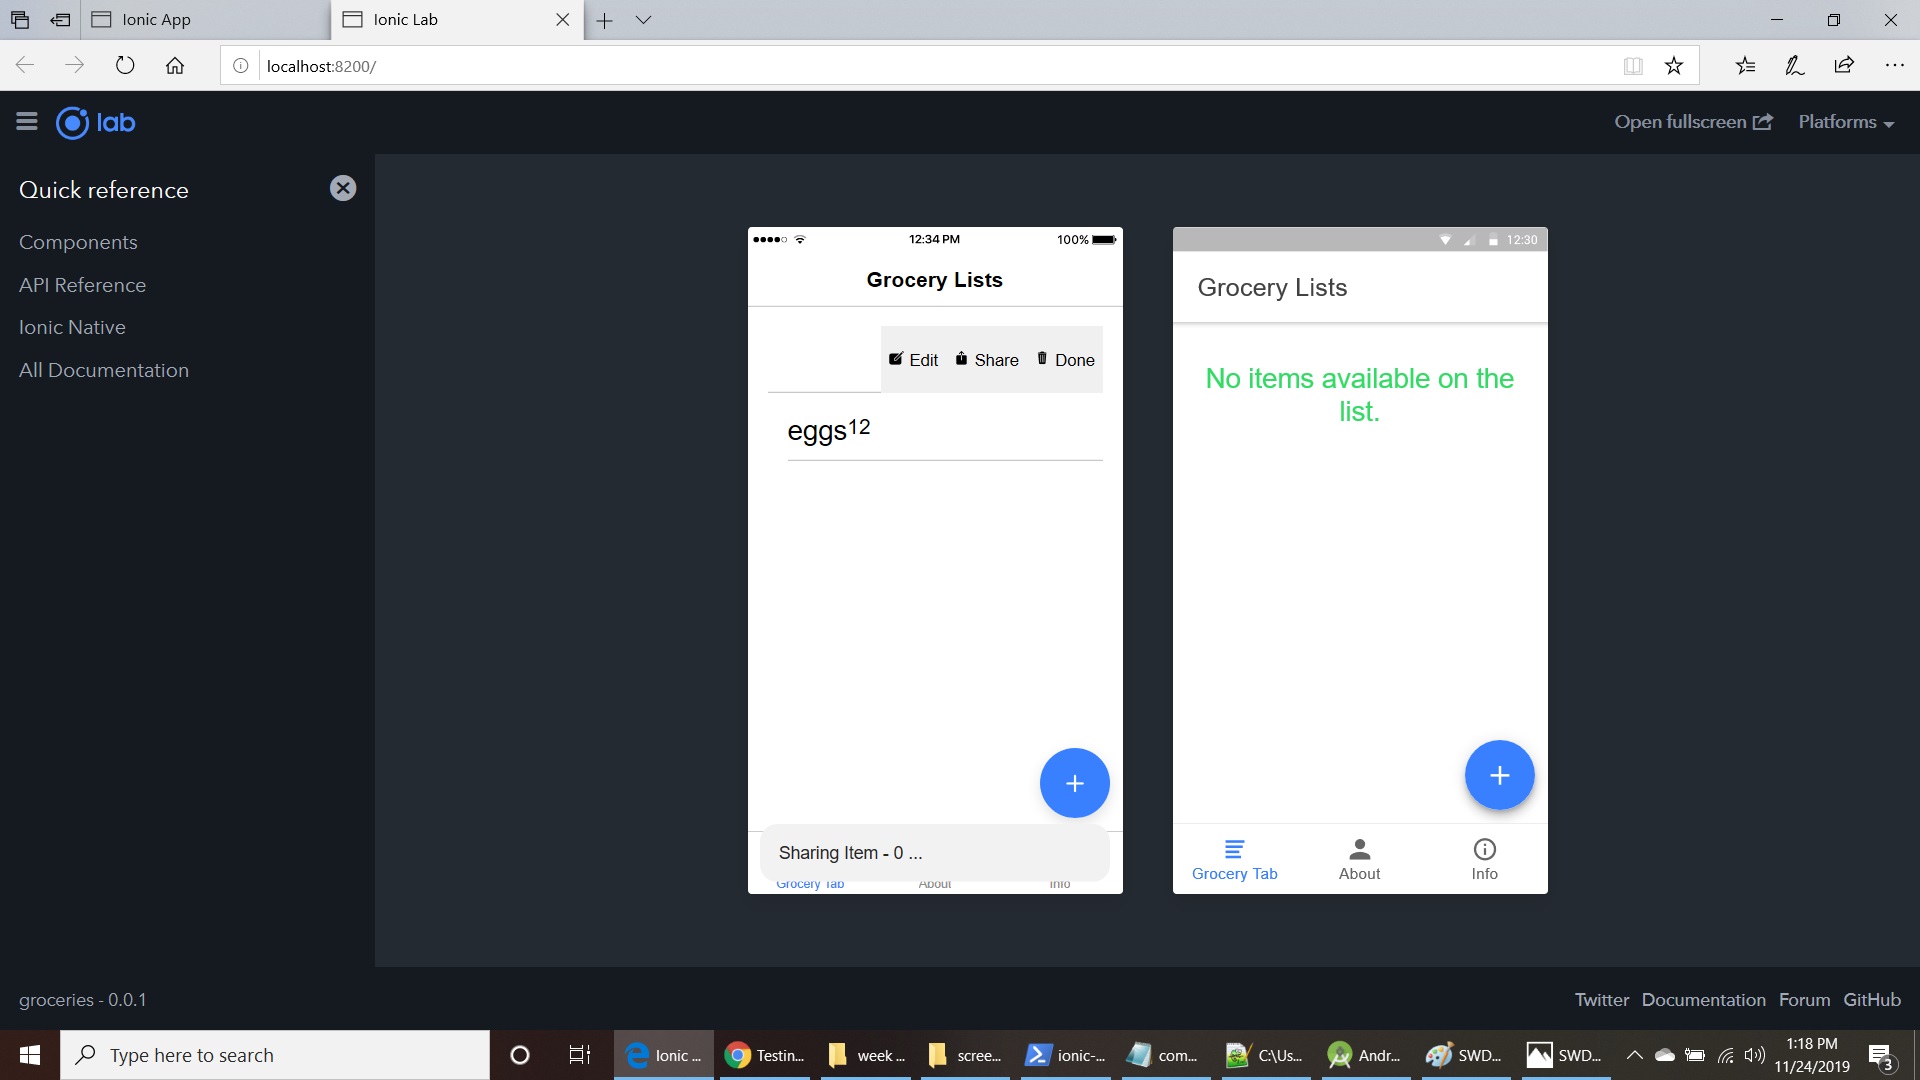 Ionic App
Ionic Lab
localhost:8200/
lab
Open fullscreen
Platforms
Quick reference
Components
API Reference
Ionic Native
All Documentation
12:34 PM
100%
Grocery Lists
Edit
Share
Done
eggs12
Sharing Item - 0 ...
Grocery Tab
About
Info
12:30
Grocery Lists
No items available on the
list.
Grocery Tab
About
Info
groceries - 0.0.1
Twitter Documentation Forum GitHub
Type here to search
Ionic ...
Testin...
week ...
scree...
ionic-...
com...
C:\Us...
Andr...
SWD...
SWD...
1:18 PM
11/24/2019
3